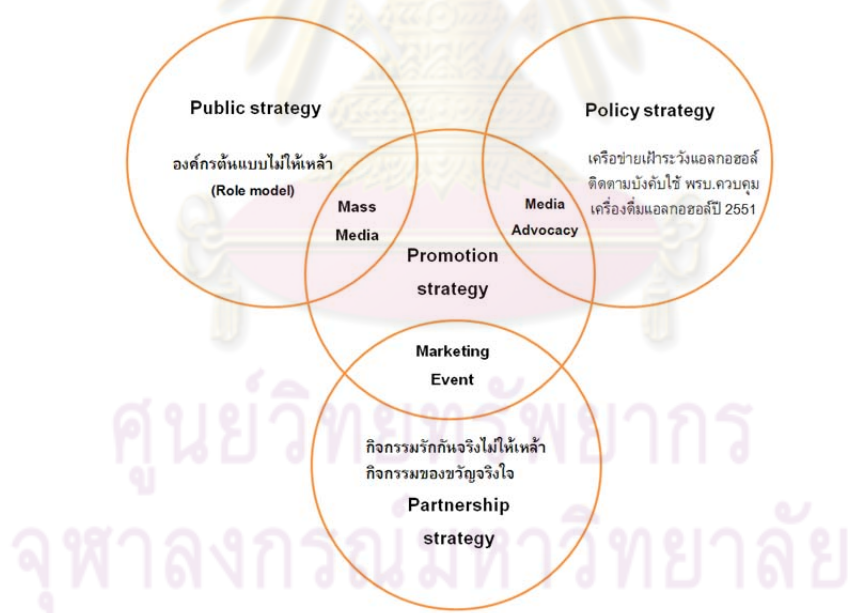 Public strategy
องค์กรต้นแบบไม่ให้เหล้า
(Role model)
Mass
Media
Policy strategy
เครือข่ายเฝ้าระวังแอลกอฮอล์
ติดตามบังคับใช้ พรบ.ควบคุม
เครื่องดื่มแอลกอฮอล์ปี 2551
Media
Advocacy
Promotion
strategy
Marketing
Event
กิจกรรมรักกันจริงไม่ให้เหล้า
กิจกรรมของขวัญจริงใจ
Partnership
strategy
ศูนย์วิทยทรัพยากร
จุฬาลงกรณ์มหาวิทยาลัย